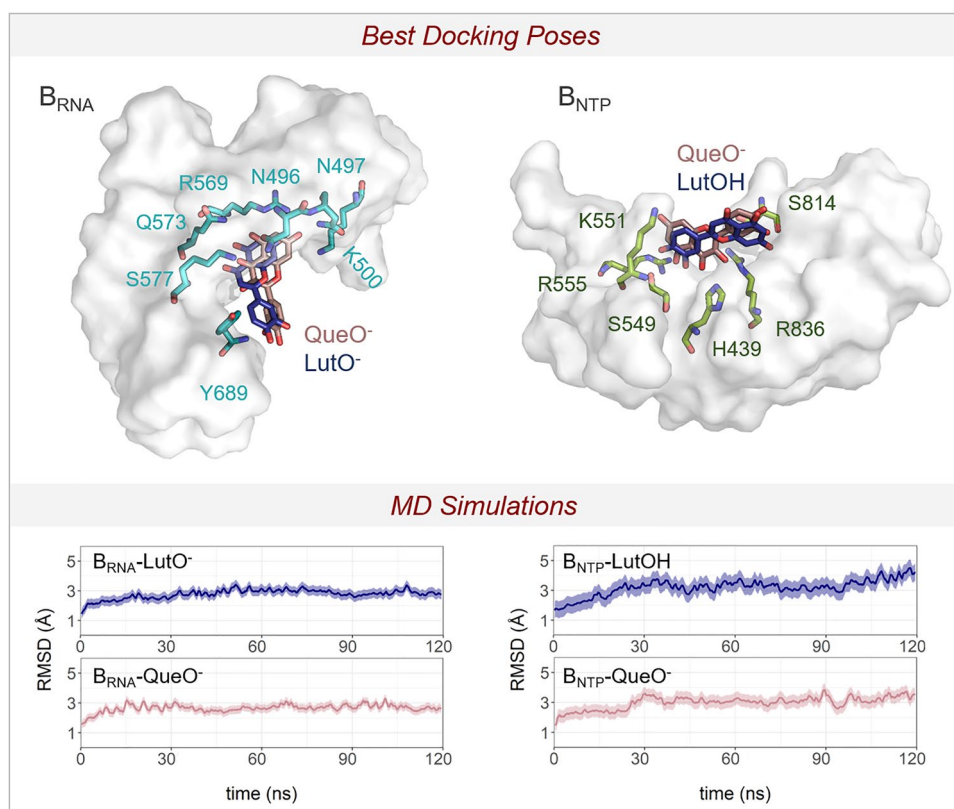 Best Docking Poses
BRNA
R569
N496
N497
Q573
S577
K500
QueO-
LutO-
Y689
BNTP
QueO-
LutOH
K551
S814
R555
S549
H439
R836
MD Simulations
RMSD (Å)
BRNA-LutO-
5
3
1
0 30 60 90 120
BRNA-QueO-
5
3
1
0 30 60 90 120
time (ns)
RMSD (Å)
BNTP-LutOH
5
3
1
0 30 60 90 120
BNTP-QueO-
5
3
1
0 30 60 90 120
time (ns)